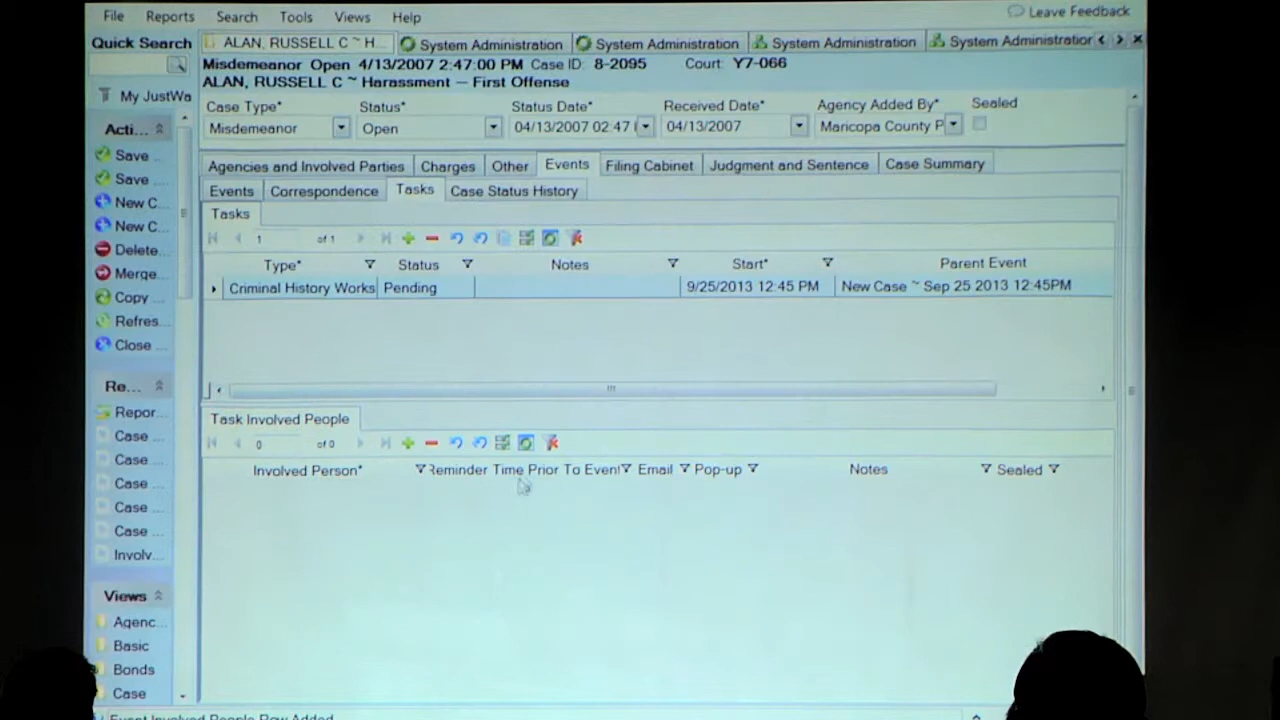 File Reports Search Tools Views Help Leave Feedback
Quick Search ALAN, RUSSELL C ~ H... System Administration System Administration System Administration System Administration
Misdemeanor Open 4/13/2007 2:47:00 PM Case ID: 8-2095 Court: Y7-066
ALAN, RUSSELL C ~ Harassment -- First Offense
My JustWa
Case Type* Status* Status Date* Received Date* Agency Added By* Sealed
Misdemeanor Open 04/13/2007 02:47 04/13/2007 Maricopa County P
Acti...
Save ...
Save ...
New C...
New C...
Delete...
Merge...
Copy ...
Refres...
Close ...
Agencies and Involved Parties Charges Other Events Filing Cabinet Judgment and Sentence Case Summary
Events Correspondence Tasks Case Status History
Tasks
1 of 1
Type* Status Notes Start* Parent Event
Criminal History Works Pending 9/25/2013 12:45 PM New Case ~ Sep 25 2013 12:45PM
Re...
Repor...
Case ...
Case ...
Case ...
Case ...
Case ...
Involv...
Task Involved People
0 of 0
Involved Person* Reminder Time Prior To Event Email Pop-up Notes Sealed
Views
Agenc...
Basic
Bonds
Case
Event Involved People Row Added